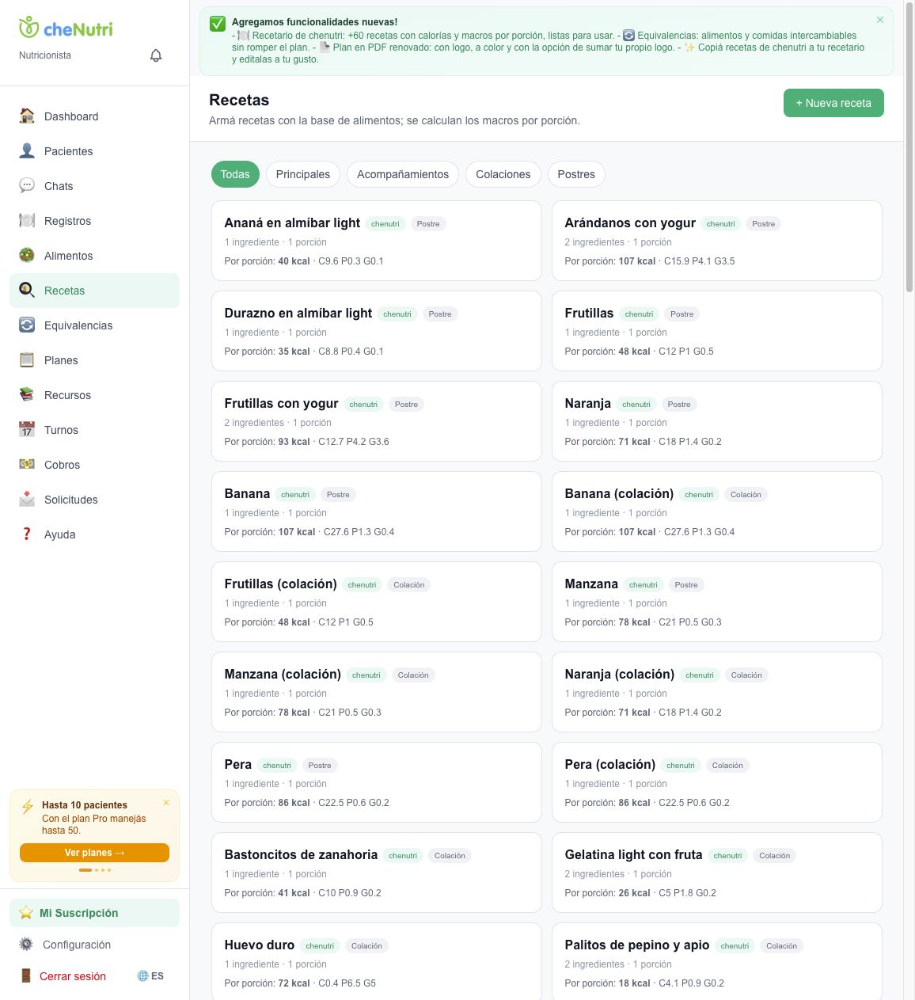 cheNutri
Nutricionista
Dashboard
Pacientes
Chats
Registros
Alimentos
Recetas
Equivalencias
Planes
Recursos
17 Turnos
Cobros
Solicitudes
Ayuda
Hasta 10 pacientes
Con el plan Pro manejás
hasta 50.
Ver planes →
Mi Suscripción
Configuración
Cerrar sesión
ES
Agregamos funcionalidades nuevas!
- 🍽️ Recetario de chenutri: +60 recetas con calorías y macros por porción, listas para usar. - 🔄 Equivalencias: alimentos y comidas intercambiables
sin romper el plan. - 📄 Plan en PDF renovado: con logo, a color y con la opción de sumar tu propio logo. - ✨ Copiá recetas de chenutri a tu recetario
y editalas a tu gusto.
Recetas
Armá recetas con la base de alimentos; se calculan los macros por porción.
+ Nueva receta
Todas Principales Acompañamientos Colaciones Postres
Ananá en almíbar light chenutri Postre
1 ingrediente · 1 porción
Por porción: 40 kcal · C9.6 P0.3 G0.1
Arándanos con yogur chenutri Postre
2 ingredientes · 1 porción
Por porción: 107 kcal · C15.9 P4.1 G3.5
Durazno en almíbar light chenutri Postre
1 ingrediente · 1 porción
Por porción: 35 kcal · C8.8 P0.4 G0.1
Frutillas chenutri Postre
1 ingrediente · 1 porción
Por porción: 48 kcal · C12 P1 G0.5
Frutillas con yogur chenutri Postre
2 ingredientes · 1 porción
Por porción: 93 kcal · C12.7 P4.2 G3.6
Naranja chenutri Postre
1 ingrediente · 1 porción
Por porción: 71 kcal · C18 P1.4 G0.2
Banana chenutri Postre
1 ingrediente · 1 porción
Por porción: 107 kcal · C27.6 P1.3 G0.4
Banana (colación) chenutri Colación
1 ingrediente · 1 porción
Por porción: 107 kcal · C27.6 P1.3 G0.4
Frutillas (colación) chenutri Colación
1 ingrediente · 1 porción
Por porción: 48 kcal · C12 P1 G0.5
Manzana chenutri Postre
1 ingrediente · 1 porción
Por porción: 78 kcal · C21 P0.5 G0.3
Manzana (colación) chenutri Colación
1 ingrediente · 1 porción
Por porción: 78 kcal · C21 P0.5 G0.3
Naranja (colación) chenutri Colación
1 ingrediente · 1 porción
Por porción: 71 kcal · C18 P1.4 G0.2
Pera chenutri Postre
1 ingrediente · 1 porción
Por porción: 86 kcal · C22.5 P0.6 G0.2
Pera (colación) chenutri Colación
1 ingrediente · 1 porción
Por porción: 86 kcal · C22.5 P0.6 G0.2
Bastoncitos de zanahoria chenutri Colación
1 ingrediente · 1 porción
Por porción: 41 kcal · C10 P0.9 G0.2
Gelatina light con fruta chenutri Colación
2 ingredientes · 1 porción
Por porción: 26 kcal · C5 P1.8 G0.2
Huevo duro chenutri Colación
1 ingrediente · 1 porción
Por porción: 72 kcal · C0.4 P6.5 G5
Palitos de pepino y apio chenutri Colación
2 ingredientes · 1 porción
Por porción: 18 kcal · C4.1 P0.9 G0.2